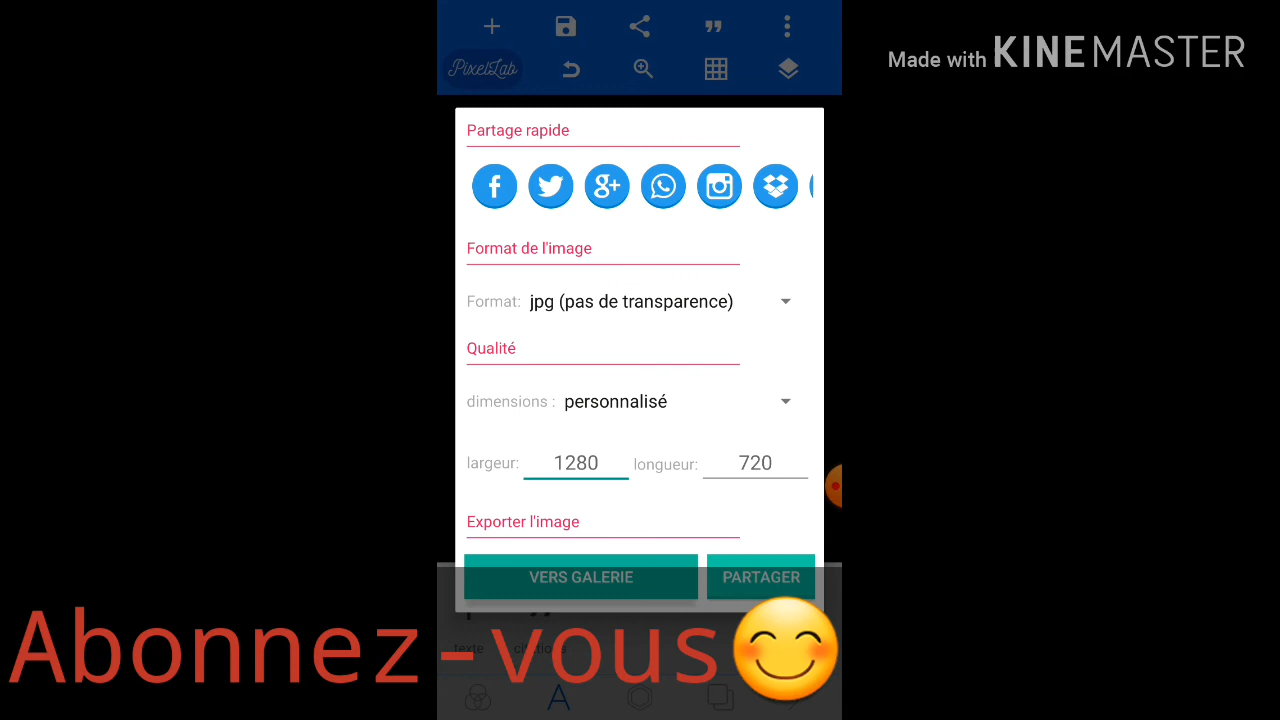 Made with KINEMASTER
PixelLab
Partage rapide
Format de l'image
Format: jpg (pas de transparence)
Qualité
dimensions : personnalisé
largeur: 1280 longueur: 720
Exporter l'image
VERS GALERIE PARTAGER
texte
Abonnez-vous😊